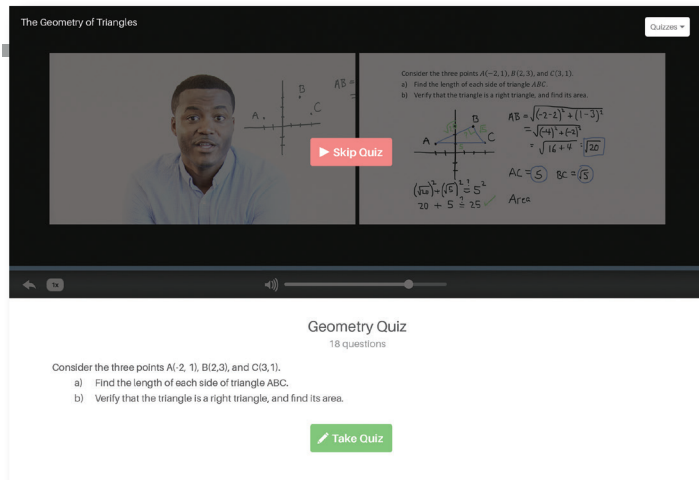 The Geometry of Triangles
Quizzes
AB =
=
A
B
C
Consider the three points A(−2, 1), B(2, 3), and C(3, 1).
a) Find the length of each side of triangle ABC.
b) Verify that the triangle is a right triangle, and find its area.
A
B
C
AB = √(-2-2)² + (1-3)²
= √(-4)² + (-2)²
= √16 + 4 = √20
AC = 5 BC = √5
(√20)² + (√5)² ≟ 5²
20 + 5 ≟ 25 ✓
Area
Skip Quiz
1x
Geometry Quiz
18 questions
Consider the three points A(-2, 1), B(2,3), and C(3,1).
a) Find the length of each side of triangle ABC.
b) Verify that the triangle is a right triangle, and find its area.
Take Quiz